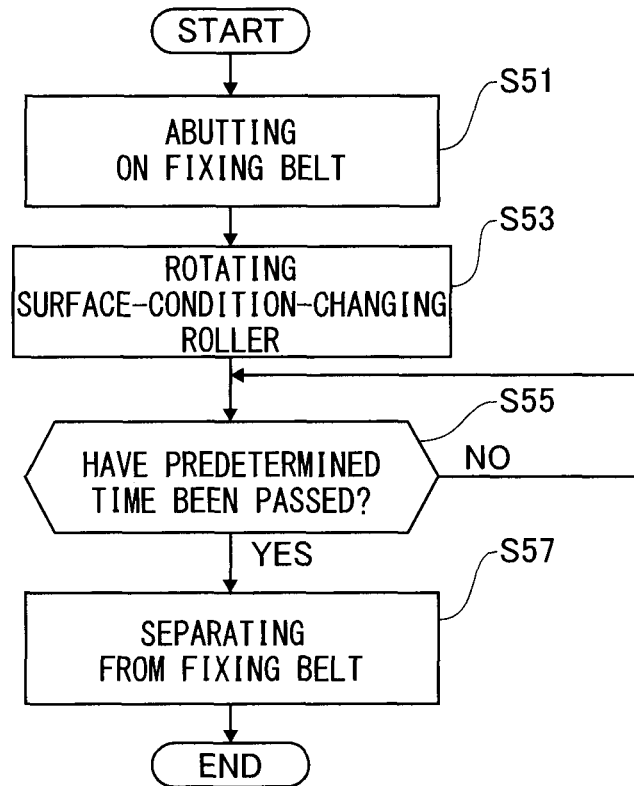 START
S51
ABUTTING
ON FIXING BELT
S53
ROTATING
SURFACE-CONDITION-CHANGING
ROLLER
S55
HAVE PREDETERMINED
TIME BEEN PASSED?
NO
YES
S57
SEPARATING
FROM FIXING BELT
END